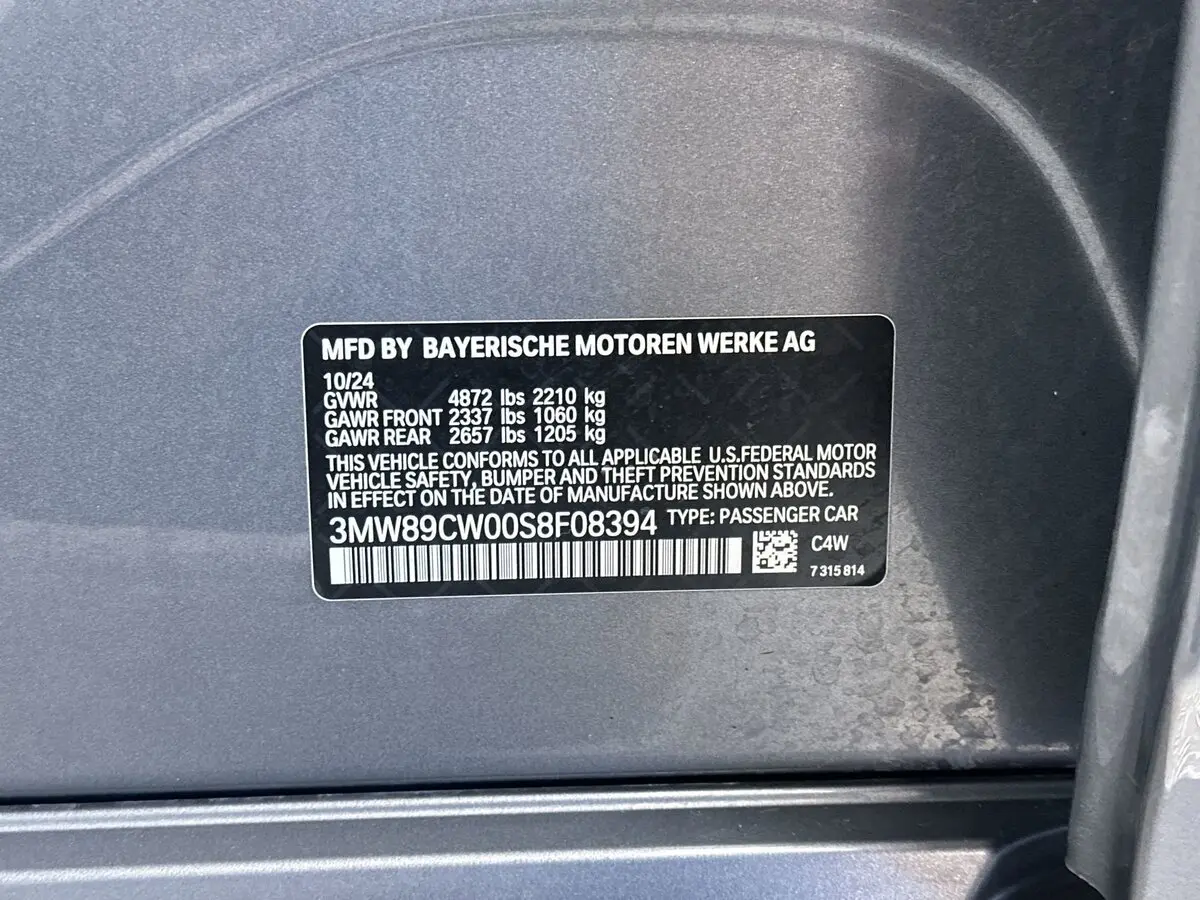 MFD BY BAYERISCHE MOTOREN WERKE AG
10/24
GVWR 4872 lbs 2210 kg
GAWR FRONT 2337 lbs 1060 kg
GAWR REAR 2657 lbs 1205 kg
THIS VEHICLE CONFORMS TO ALL APPLICABLE U.S.FEDERAL MOTOR
VEHICLE SAFETY, BUMPER AND THEFT PREVENTION STANDARDS
IN EFFECT ON THE DATE OF MANUFACTURE SHOWN ABOVE.
3MW89CW00S8F08394 TYPE: PASSENGER CAR
C4W
7 315 814